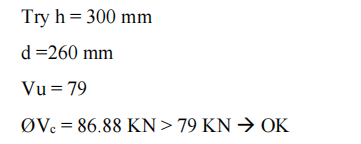 Try h = 300 mm
d =260 mm
Vu = 79
ØVc = 86.88 KN > 79 KN → OK